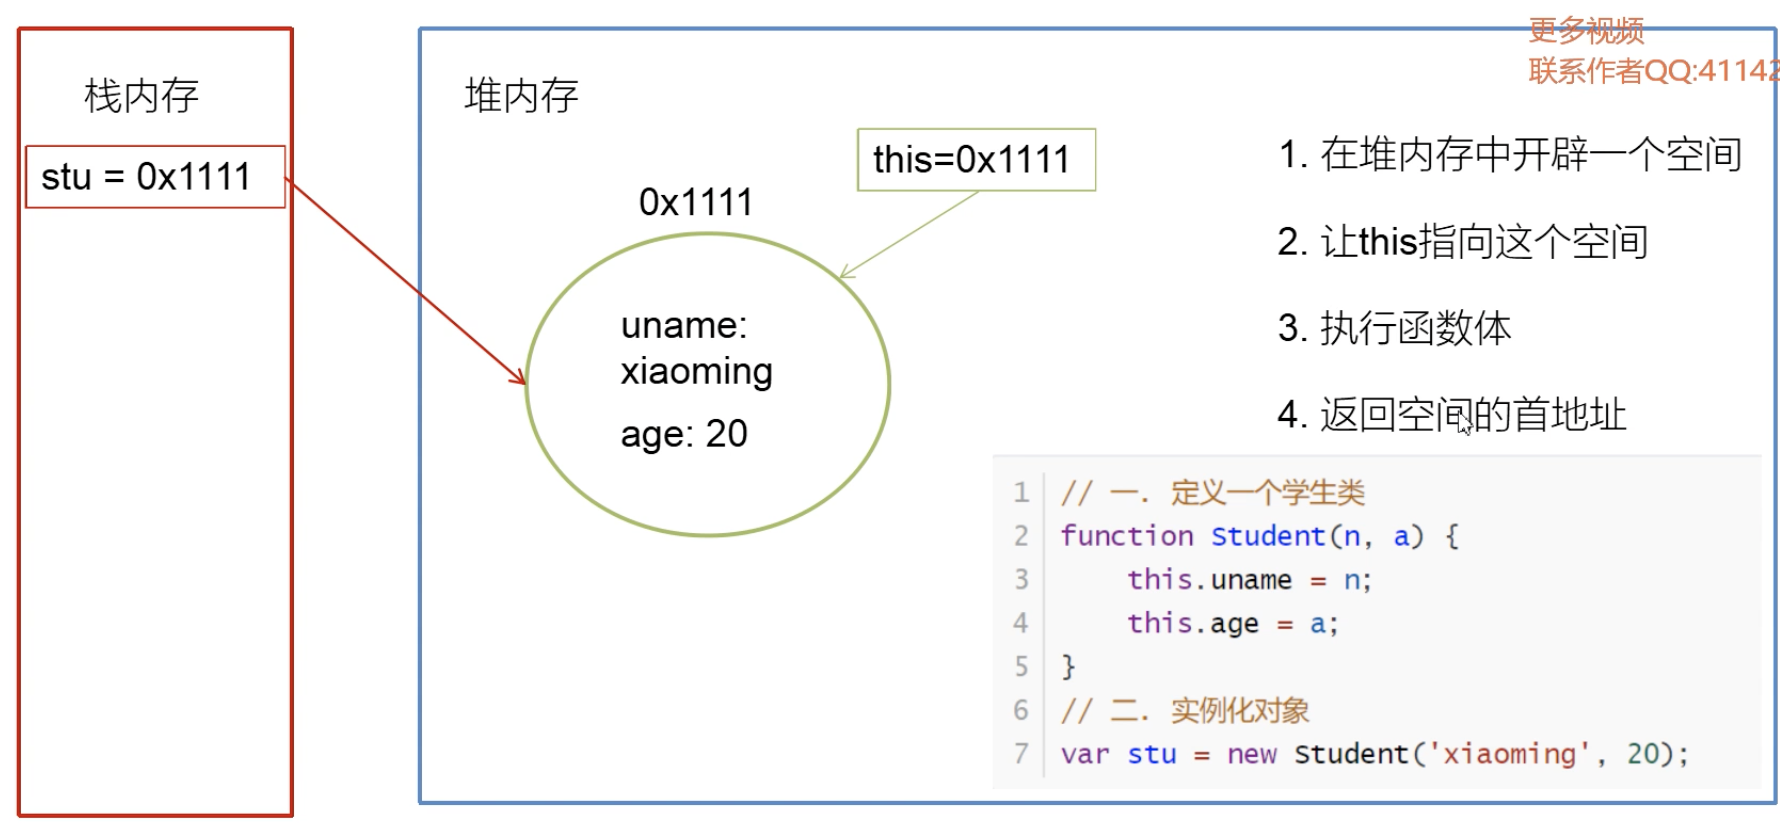 更多视频
联系作者QQ:41142
栈内存
stu = 0x1111
堆内存
this=0x1111
0x1111
uname:
xiaoming
age: 20
1. 在堆内存中开辟一个空间
2. 让this指向这个空间
3. 执行函数体
4. 返回空间的首地址
1 // 一. 定义一个学生类
2 function Student(n, a) {
3 this.uname = n;
4 this.age = a;
5 }
6 // 二. 实例化对象
7 var stu = new Student('xiaoming', 20);